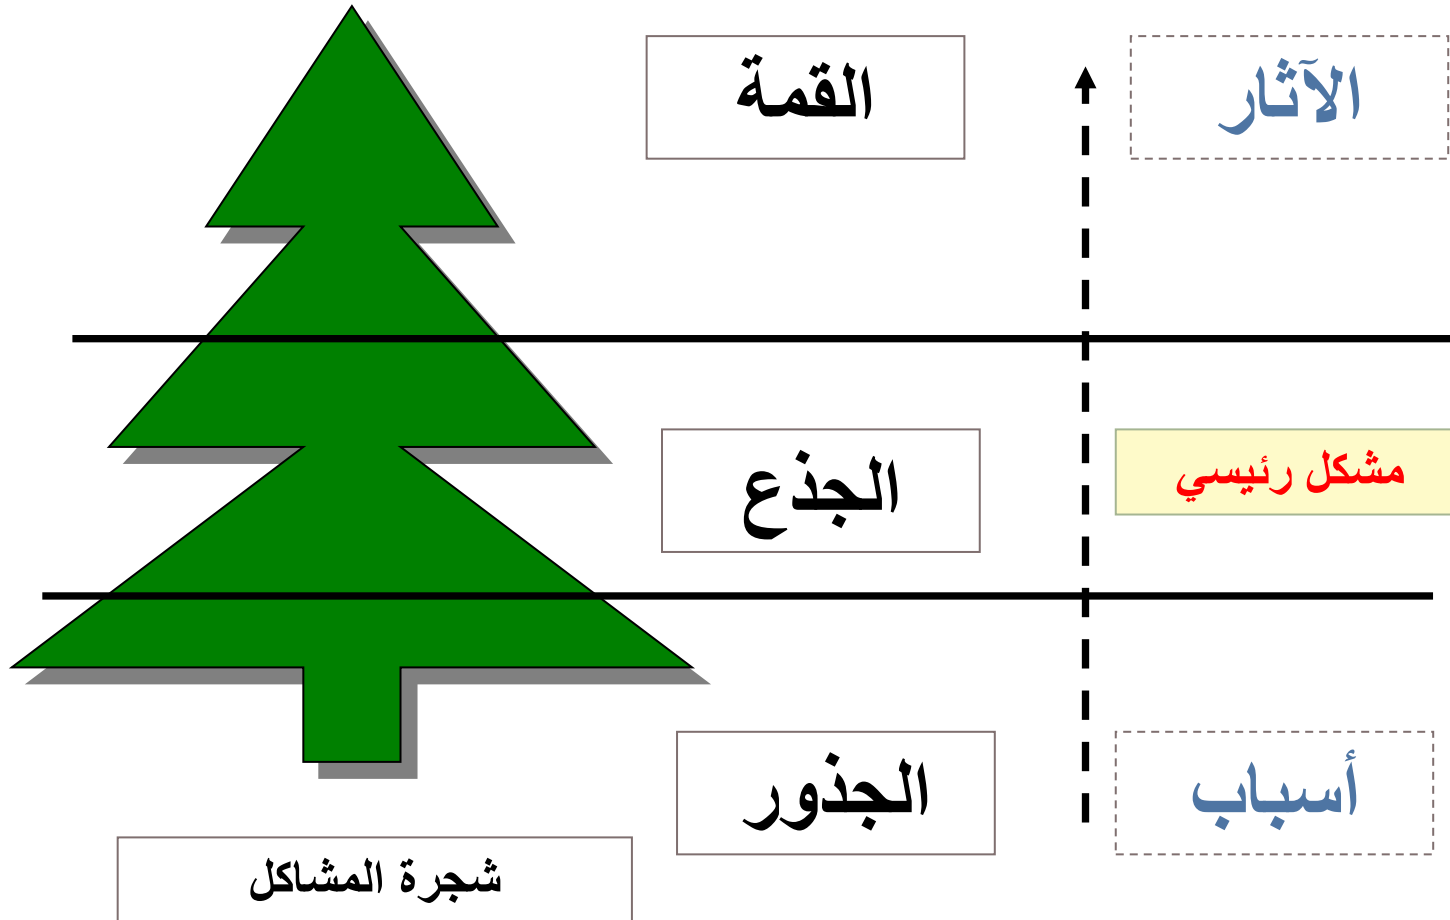 الآثار
القمة
مشكل رئيسي
الجذع
أسباب
الجذور
شجرة المشاكل